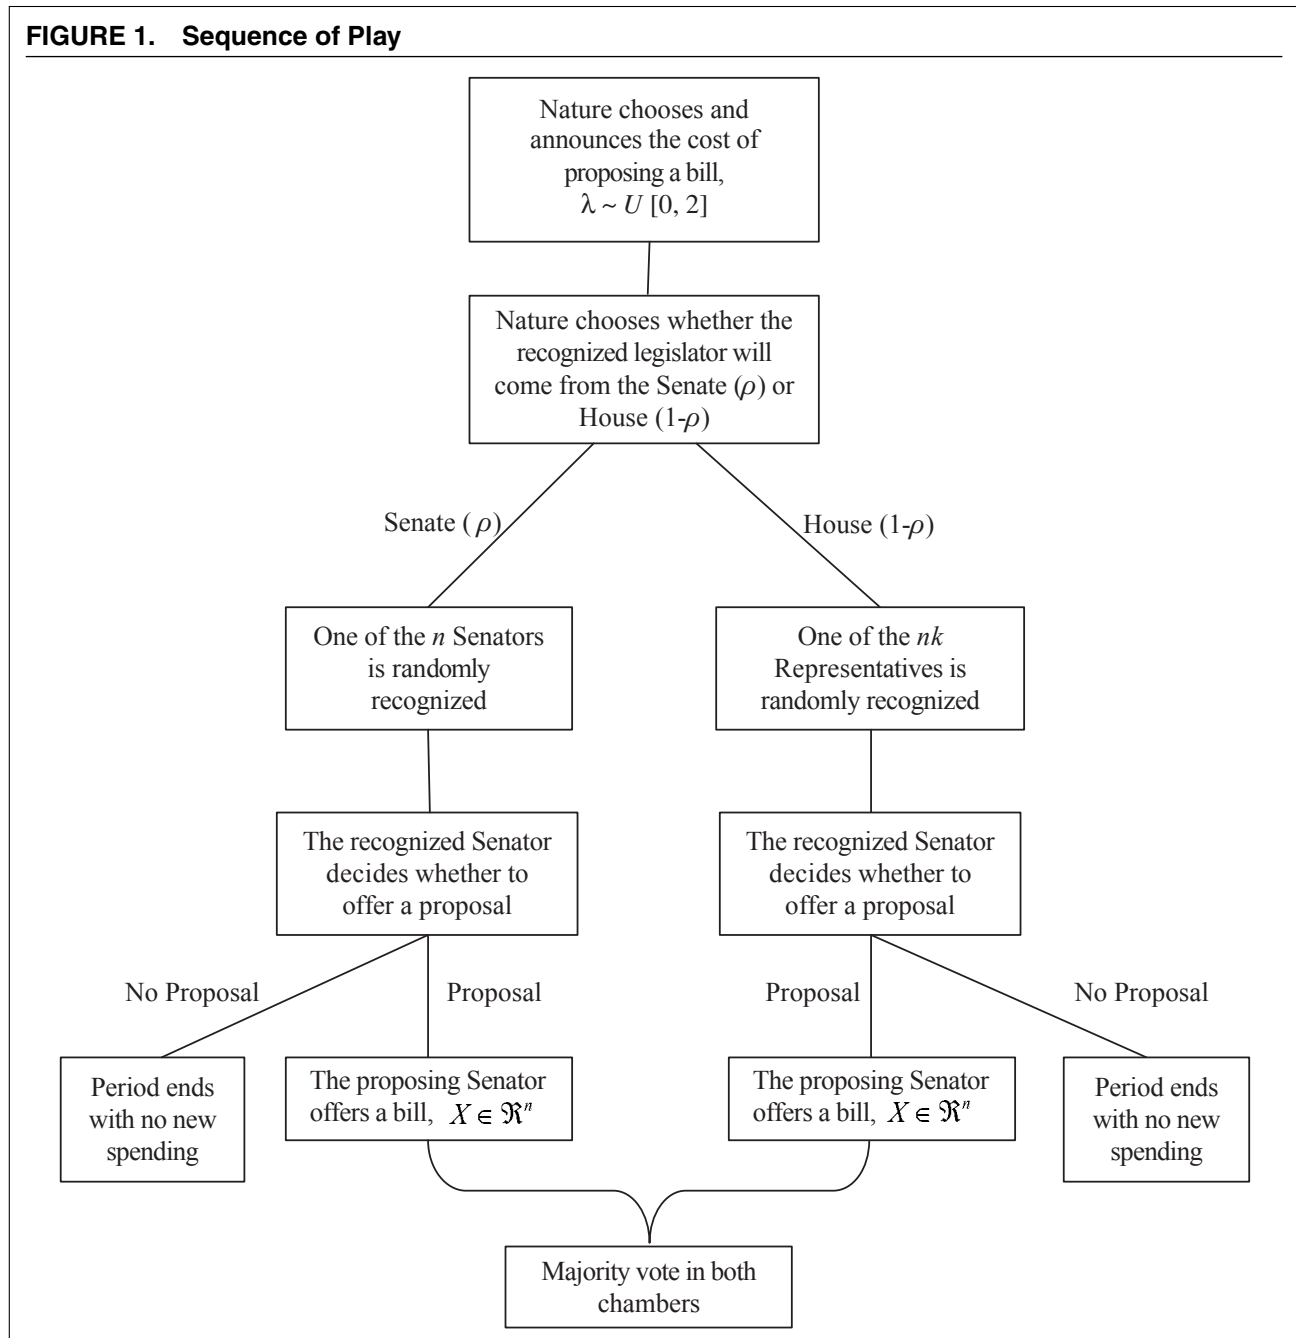 FIGURE 1. Sequence of Play
Nature chooses and
announces the cost of
proposing a bill,
λ ~ U [0, 2]
Nature chooses whether the
recognized legislator will
come from the Senate (ρ) or
House (1-ρ)
Senate (ρ)
House (1-ρ)
One of the n Senators
is randomly
recognized
One of the nk
Representatives is
randomly recognized
The recognized Senator
decides whether to
offer a proposal
The recognized Senator
decides whether to
offer a proposal
No Proposal
Proposal
Proposal
No Proposal
Period ends
with no new
spending
The proposing Senator
offers a bill, X ∈ ℜⁿ
The proposing Senator
offers a bill, X ∈ ℜⁿ
Period ends
with no new
spending
Majority vote in both
chambers